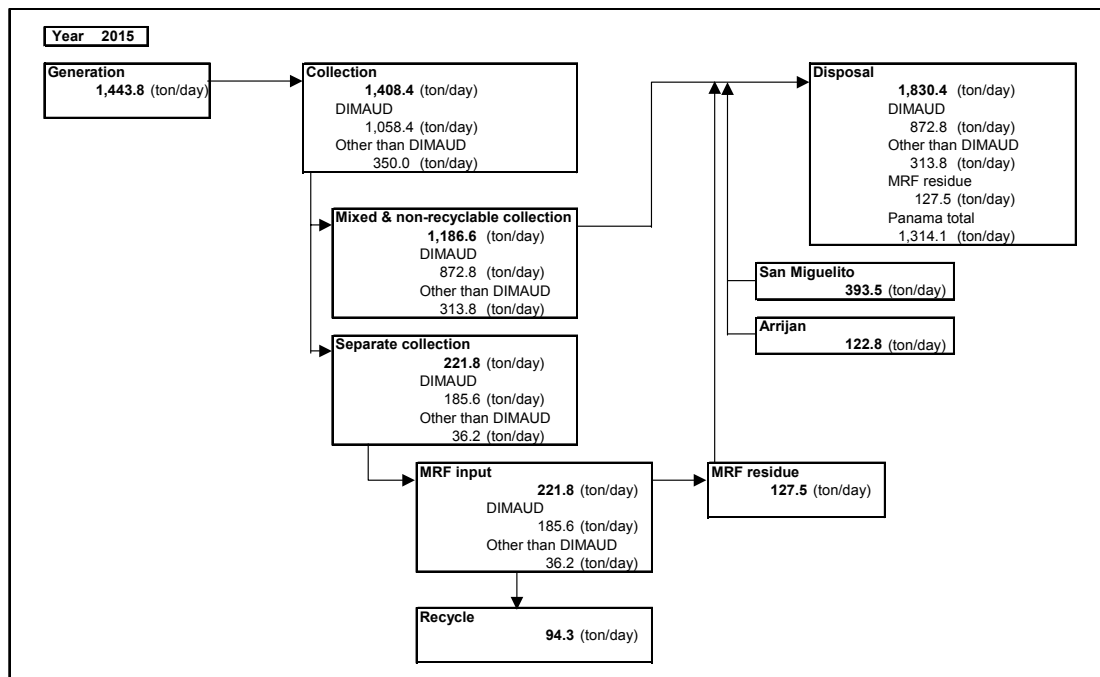 Year 2015
Generation
1,443.8 (ton/day)
Collection
1,408.4 (ton/day)
DIMAUD
1,058.4 (ton/day)
Other than DIMAUD
350.0 (ton/day)
Disposal
1,830.4 (ton/day)
DIMAUD
872.8 (ton/day)
Other than DIMAUD
313.8 (ton/day)
MRF residue
127.5 (ton/day)
Panama total
1,314.1 (ton/day)
Mixed & non-recyclable collection
1,186.6 (ton/day)
DIMAUD
872.8 (ton/day)
Other than DIMAUD
313.8 (ton/day)
San Miguelito
393.5 (ton/day)
Arrijan
122.8 (ton/day)
Separate collection
221.8 (ton/day)
DIMAUD
185.6 (ton/day)
Other than DIMAUD
36.2 (ton/day)
MRF input
221.8 (ton/day)
DIMAUD
185.6 (ton/day)
Other than DIMAUD
36.2 (ton/day)
MRF residue
127.5 (ton/day)
Recycle
94.3 (ton/day)